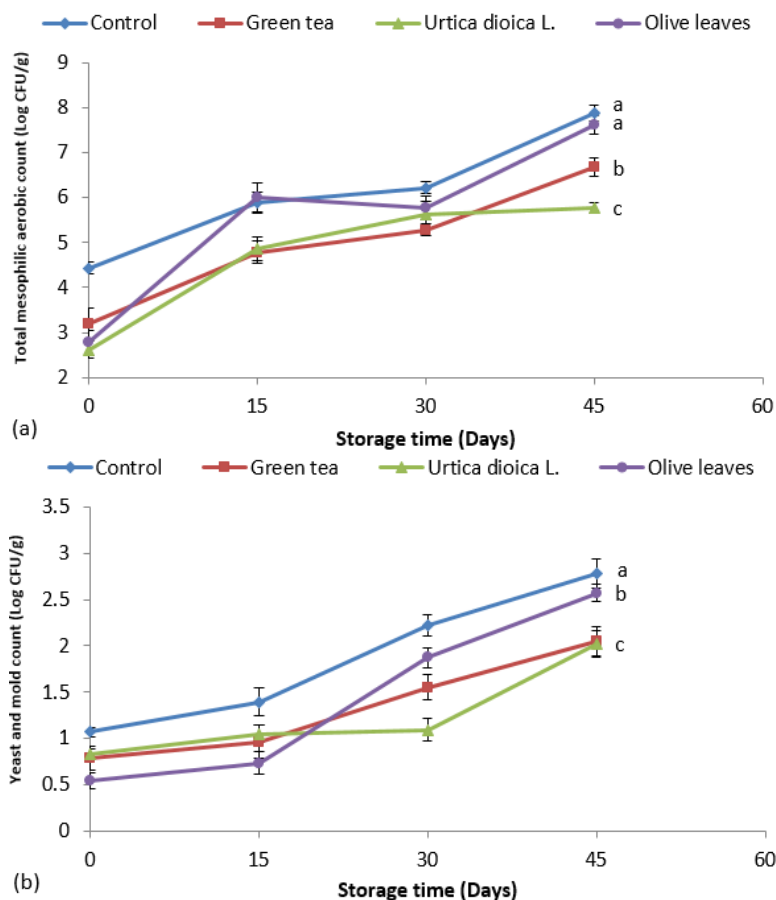 Control Green tea Urtica dioica L. Olive leaves
Total mesophilic aerobic count (Log CFU/g)
9
8
7
6
5
4
3
2
a
a
b
c
0 15 30 45 60
(a)
Storage time (Days)
Control Green tea Urtica dioica L. Olive leaves
Yeast and mold count (Log CFU/g)
3.5
3
2.5
2
1.5
1
0.5
0
a
b
c
0 15 30 45 60
(b)
Storage time (Days)